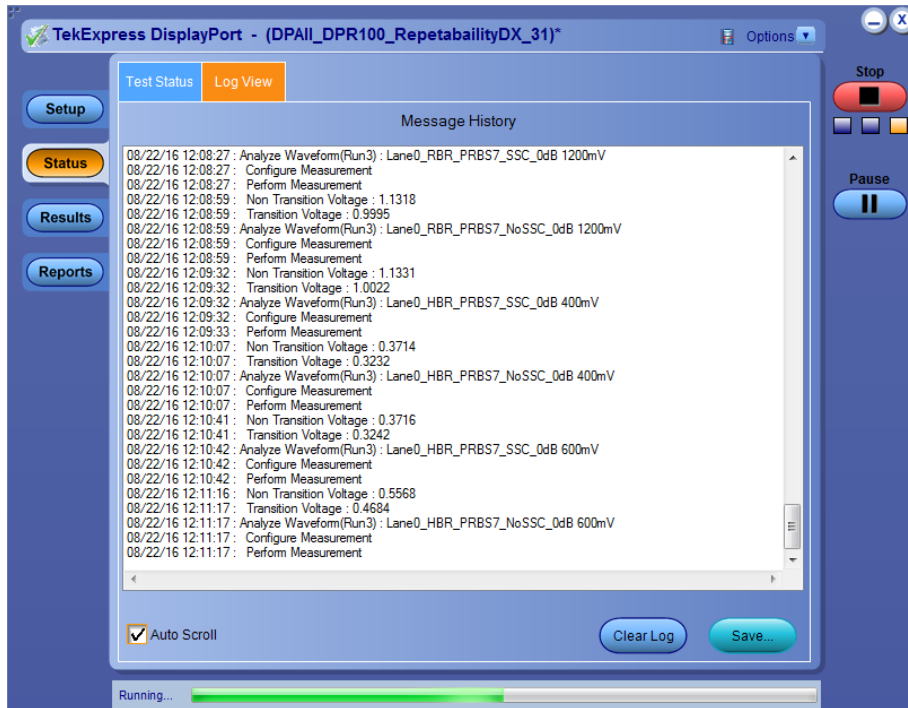 TekExpress DisplayPort - (DPAII_DPR100_RepetabailityDX_31)*
Options
Stop
Pause
Setup
Status
Results
Reports
Test Status
Log View
Message History
08/22/16 12:08:27 : Analyze Waveform(Run3) : Lane0_RBR_PRBS7_SSC_0dB 1200mV
08/22/16 12:08:27 : Configure Measurement
08/22/16 12:08:27 : Perform Measurement
08/22/16 12:08:59 : Non Transition Voltage : 1.1318
08/22/16 12:08:59 : Transition Voltage : 0.9995
08/22/16 12:08:59 : Analyze Waveform(Run3) : Lane0_RBR_PRBS7_NoSSC_0dB 1200mV
08/22/16 12:08:59 : Configure Measurement
08/22/16 12:08:59 : Perform Measurement
08/22/16 12:09:32 : Non Transition Voltage : 1.1331
08/22/16 12:09:32 : Transition Voltage : 1.0022
08/22/16 12:09:32 : Analyze Waveform(Run3) : Lane0_HBR_PRBS7_SSC_0dB 400mV
08/22/16 12:09:32 : Configure Measurement
08/22/16 12:09:33 : Perform Measurement
08/22/16 12:10:07 : Non Transition Voltage : 0.3714
08/22/16 12:10:07 : Transition Voltage : 0.3232
08/22/16 12:10:07 : Analyze Waveform(Run3) : Lane0_HBR_PRBS7_NoSSC_0dB 400mV
08/22/16 12:10:07 : Configure Measurement
08/22/16 12:10:07 : Perform Measurement
08/22/16 12:10:41 : Non Transition Voltage : 0.3716
08/22/16 12:10:41 : Transition Voltage : 0.3242
08/22/16 12:10:42 : Analyze Waveform(Run3) : Lane0_HBR_PRBS7_SSC_0dB 600mV
08/22/16 12:10:42 : Configure Measurement
08/22/16 12:10:42 : Perform Measurement
08/22/16 12:11:16 : Non Transition Voltage : 0.5568
08/22/16 12:11:17 : Transition Voltage : 0.4684
08/22/16 12:11:17 : Analyze Waveform(Run3) : Lane0_HBR_PRBS7_NoSSC_0dB 600mV
08/22/16 12:11:17 : Configure Measurement
08/22/16 12:11:17 : Perform Measurement
Auto Scroll
Clear Log
Save...
Running...